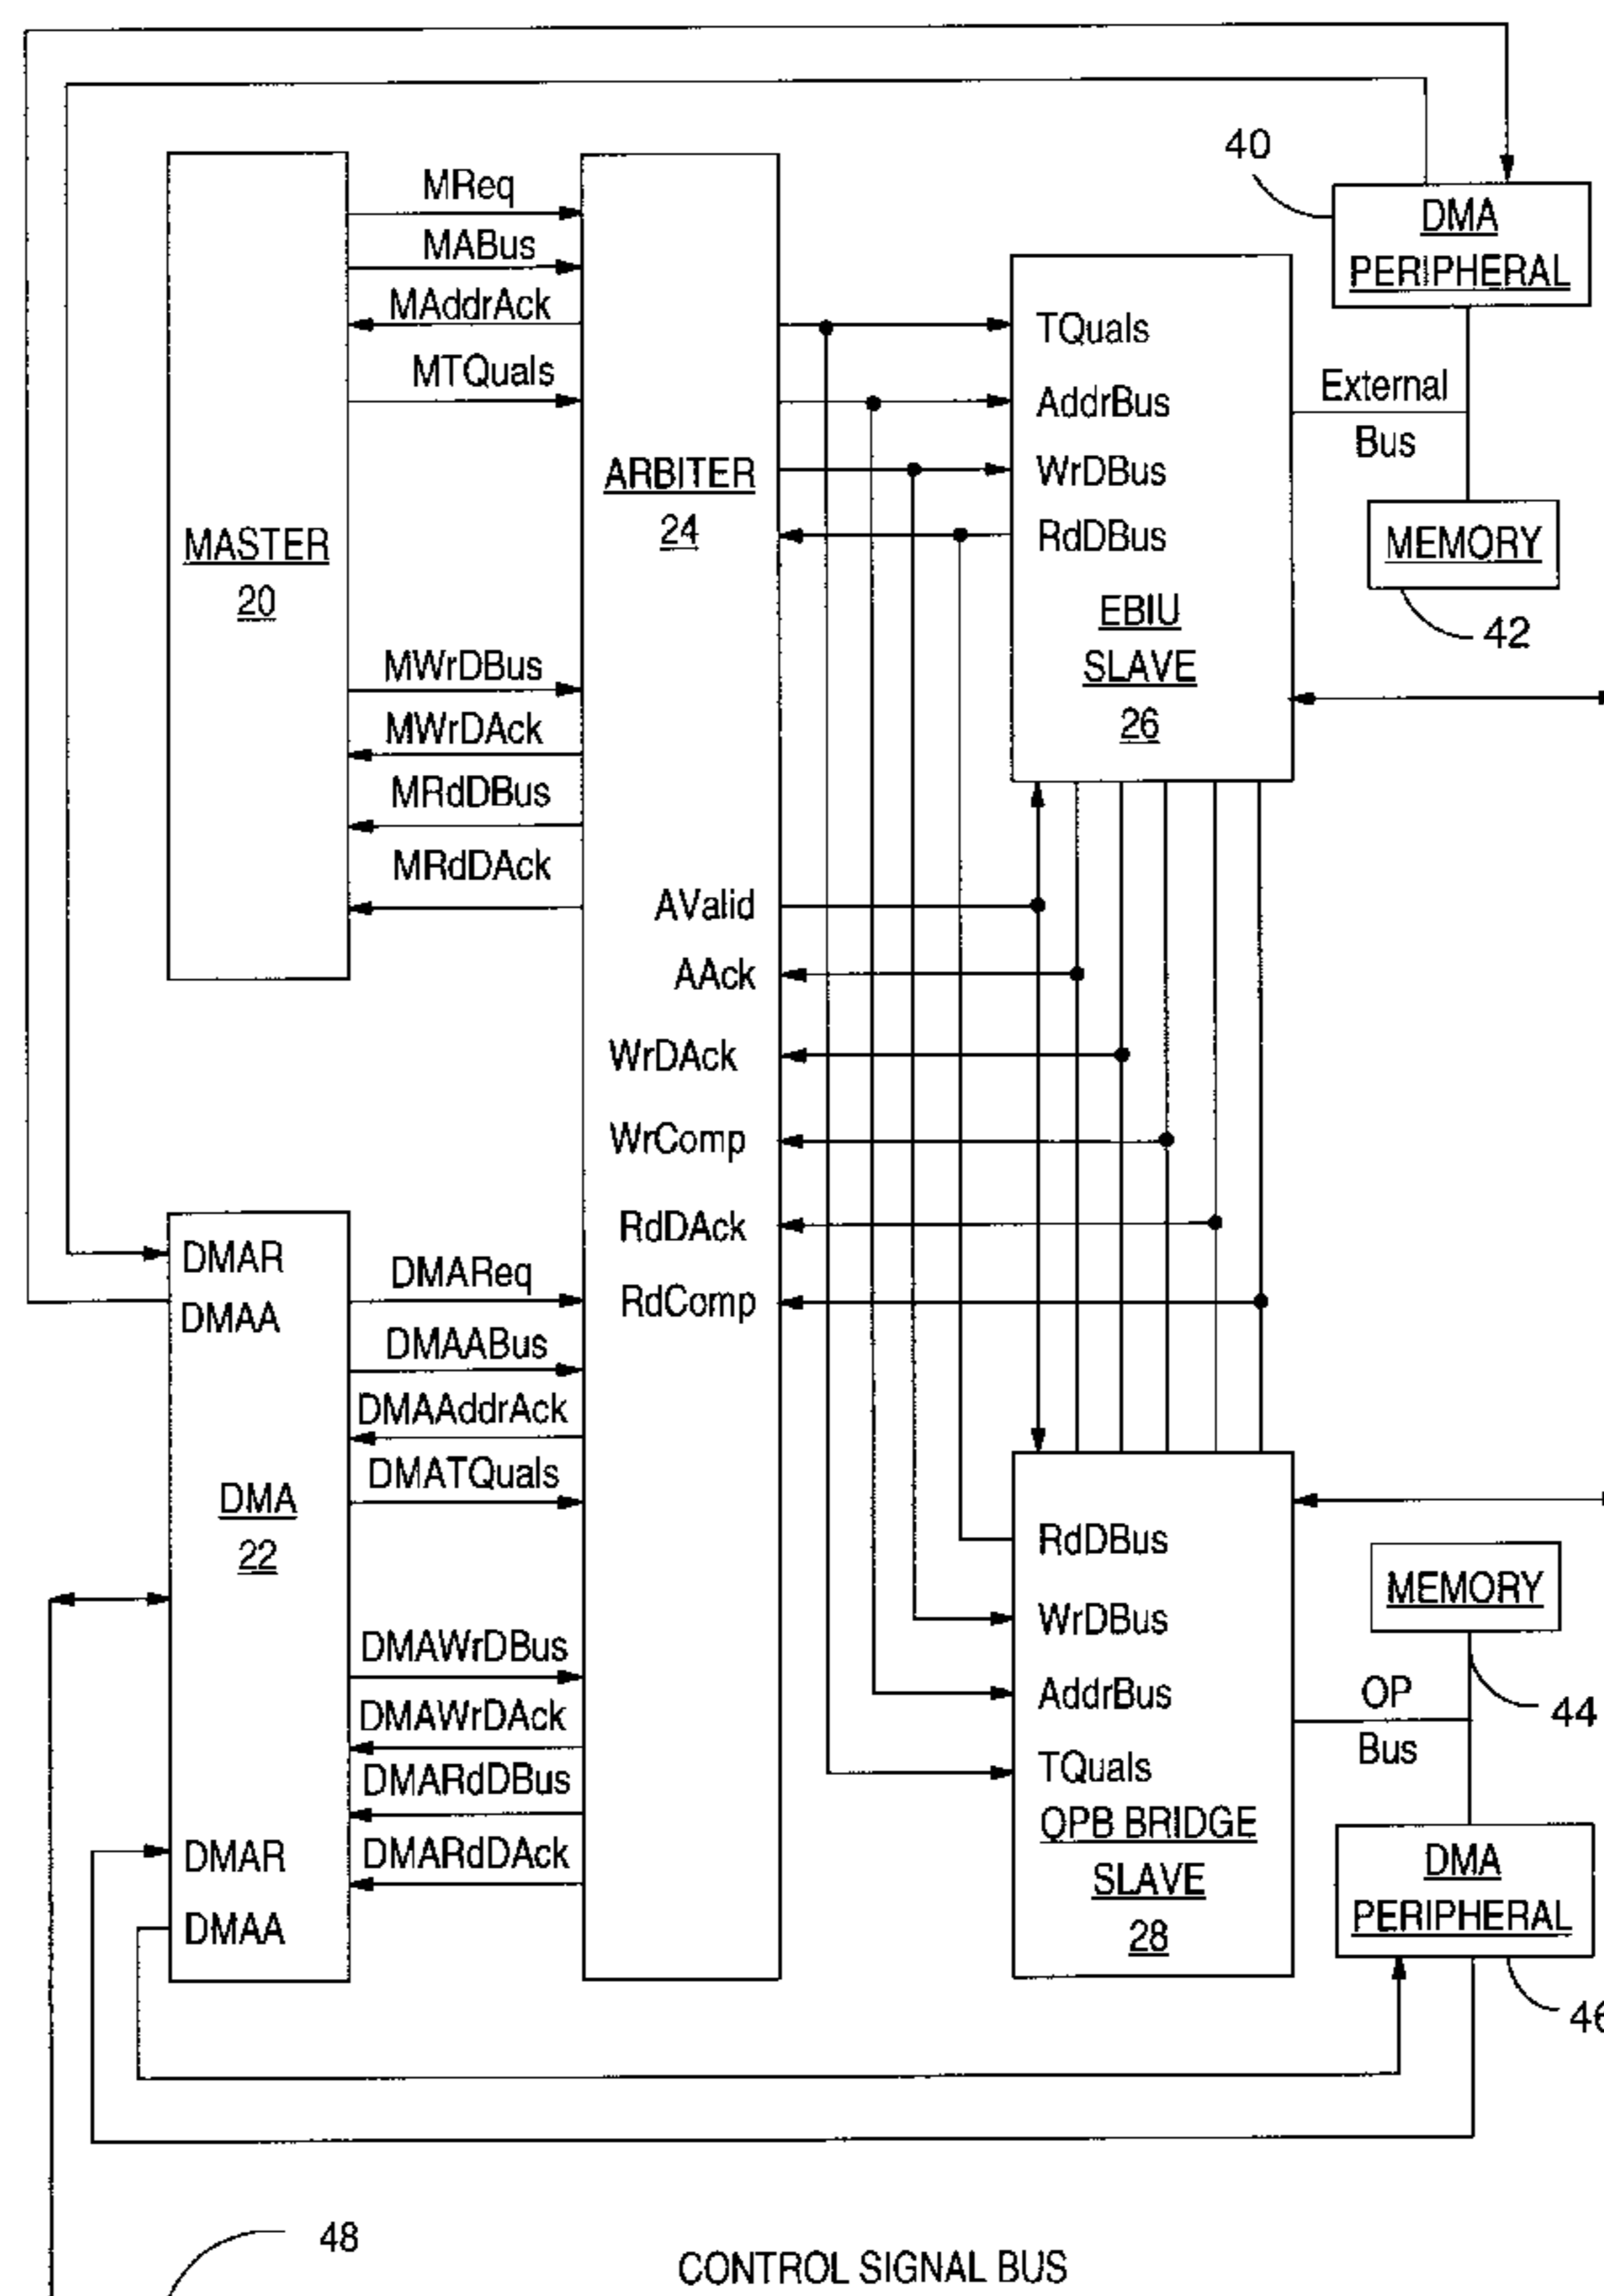 40
DMA
PERIPHERAL
MReq
MABus
MAddrAck
MTQuals
MASTER
20
MWrDBus
MWrDAck
MRdDBus
MRdDAck
ARBITER
24
TQuals
AddrBus
WrDBus
RdDBus
EBIU
SLAVE
26
External
Bus
MEMORY
42
AValid
AAck
WrDAck
WrComp
RdDAck
RdComp
DMAR
DMAA
DMA
22
DMAR
DMAA
DMAReq
DMAABus
DMAAddrAck
DMATQuals
DMAWrDBus
DMAWrDAck
DMARdDBus
DMARdDAck
RdDBus
WrDBus
AddrBus
TQuals
OPB BRIDGE
SLAVE
28
MEMORY
44
OP
Bus
DMA
PERIPHERAL
46
48
CONTROL SIGNAL BUS